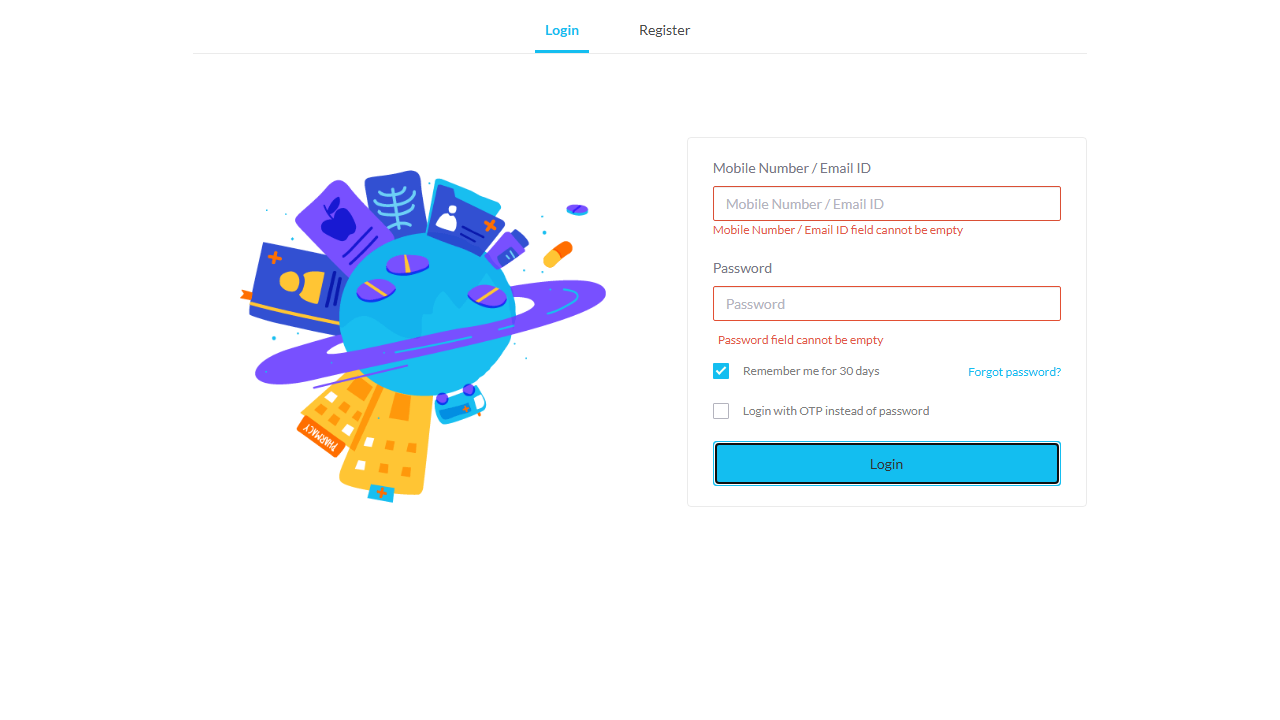 Login
Register
Mobile Number / Email ID
Mobile Number / Email ID
Mobile Number / Email ID field cannot be empty
Password
Password
Password field cannot be empty
Remember me for 30 days
Forgot password?
Login with OTP instead of password
Login
PHARMACY